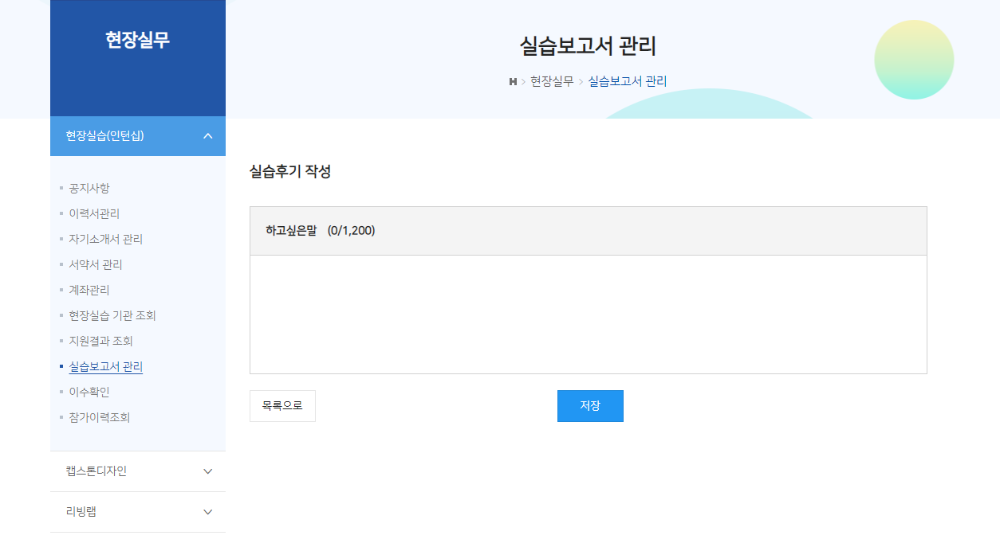 현장실무
실습보고서 관리
H > 현장실무 > 실습보고서 관리
현장실습(인턴십)
공지사항
이력서관리
자기소개서 관리
서약서 관리
계좌관리
현장실습 기관 조회
지원결과 조회
실습보고서 관리
이수확인
참가이력조회
캡스톤디자인
리빙랩
실습후기 작성
하고싶은말 (0/1,200)
목록으로
저장